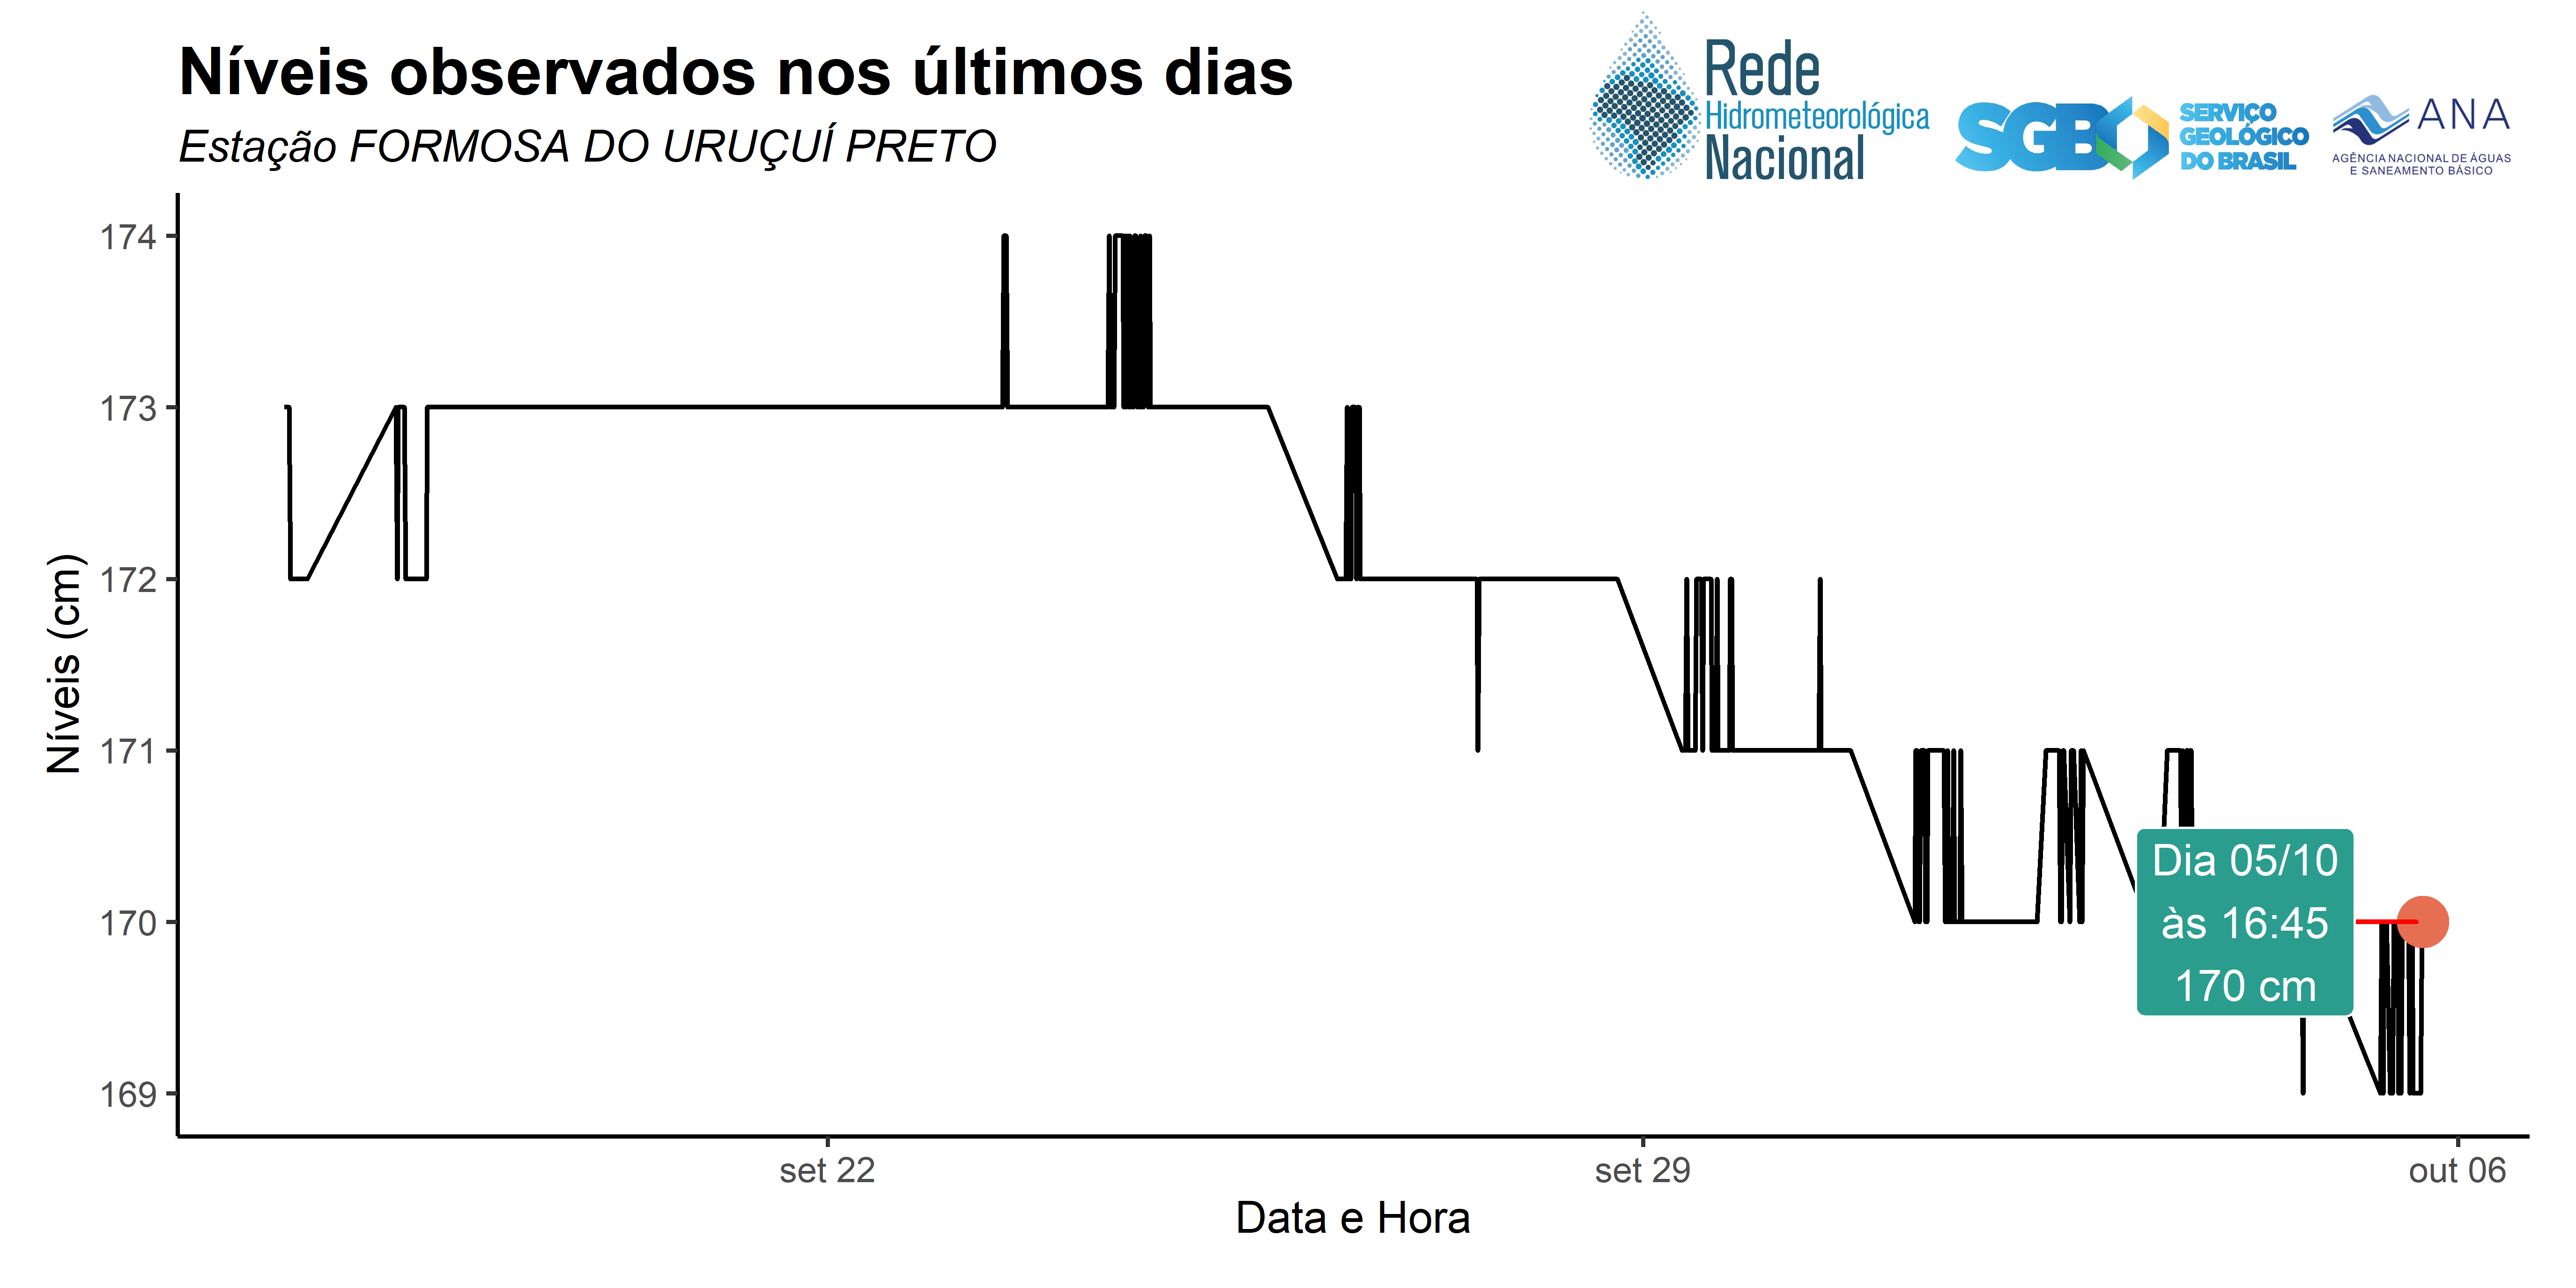 Níveis observados nos últimos dias
Estação FORMOSA DO URUÇUÍ PRETO
Rede
Hidrometeorológica
Nacional
SGB
SERVIÇO
GEOLÓGICO
DO BRASIL
ANA
AGÊNCIA NACIONAL DE ÁGUAS
E SANEAMENTO BÁSICO
Níveis (cm)
174
173
172
171
170
169
Dia 05/10
às 16:45
170 cm
set 22
set 29
out 06
Data e Hora